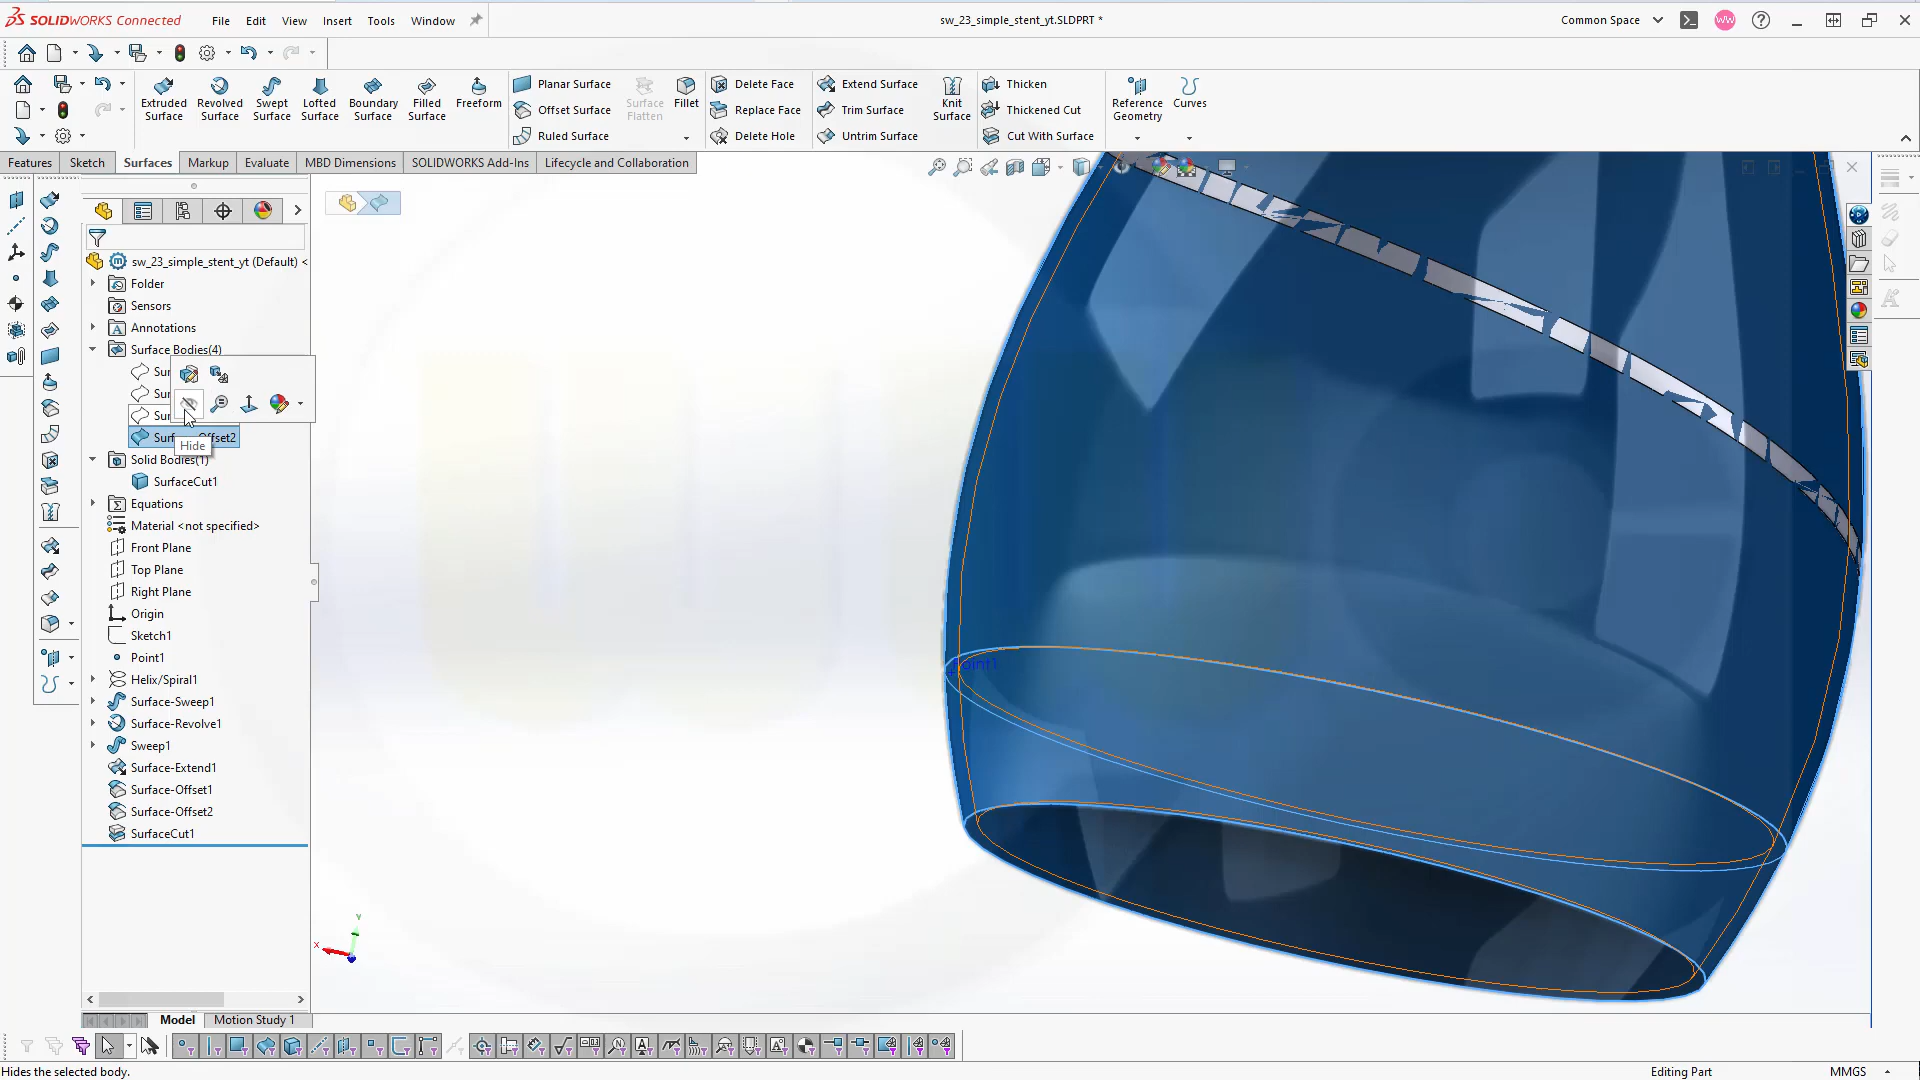 SOLIDWORKS Connected
File Edit View Insert Tools Window
sw_23_simple_stent_yt.SLDPRT *
Common Space
WW
Extruded Surface
Revolved Surface
Swept Surface
Lofted Surface
Boundary Surface
Filled Surface
Freeform
Planar Surface
Offset Surface
Ruled Surface
Surface Flatten
Fillet
Delete Face
Replace Face
Delete Hole
Extend Surface
Trim Surface
Untrim Surface
Knit Surface
Thicken
Thickened Cut
Cut With Surface
Reference Geometry
Curves
Features Sketch Surfaces Markup Evaluate MBD Dimensions SOLIDWORKS Add-Ins Lifecycle and Collaboration
sw_23_simple_stent_yt (Default) <
Folder
Sensors
Annotations
Surface Bodies(4)
Sur
Sur
Sur
Surf Offset2
Hide
Solid Bodies(1)
SurfaceCut1
Equations
Material <not specified>
Front Plane
Top Plane
Right Plane
Origin
Sketch1
Point1
Helix/Spiral1
Surface-Sweep1
Surface-Revolve1
Sweep1
Surface-Extend1
Surface-Offset1
Surface-Offset2
SurfaceCut1
Point1
Y
X
Model Motion Study 1
Hides the selected body.
Editing Part
MMGS